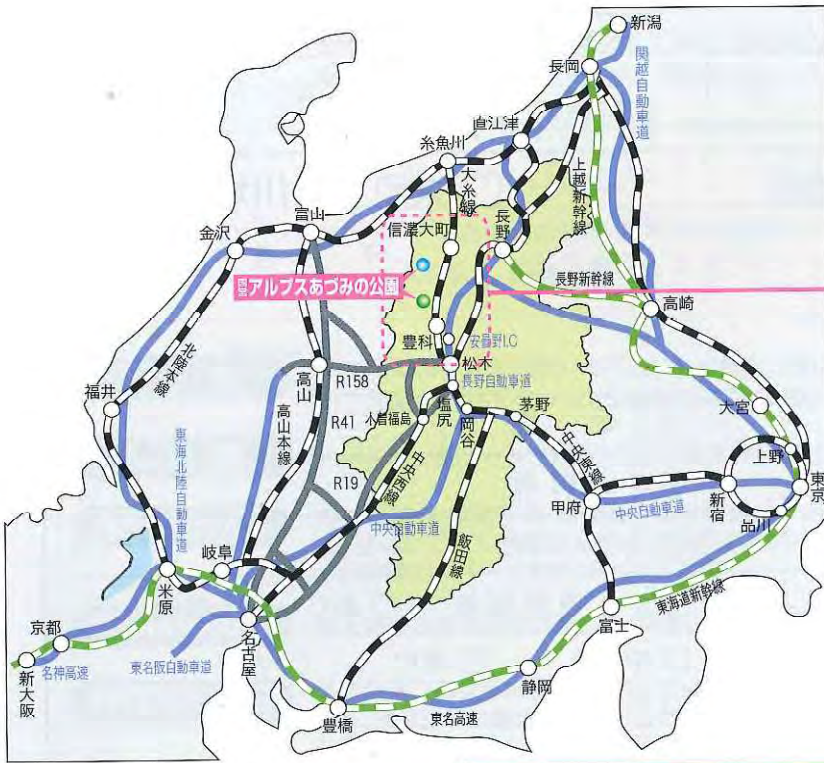 新潟
長岡
関越自動車道
直江津
糸魚川
大糸線
上越新幹線
富山
信濃大町
長野
金沢
国営アルプスあづみの公園
長野新幹線
高崎
豊科
安曇野I.C
松本
長野自動車道
北陸本線
高山
R158
福井
高山本線
R41
木曽福島
塩尻
岡谷
茅野
大宮
上野
東京
東海北陸自動車道
R19
中央西線
中央東線
新宿
品川
甲府
中央自動車道
中央自動車道
岐阜
飯田線
米原
東海道新幹線
富士
京都
名古屋
新大阪
名神高速
東名阪自動車道
静岡
豊橋
東名高速